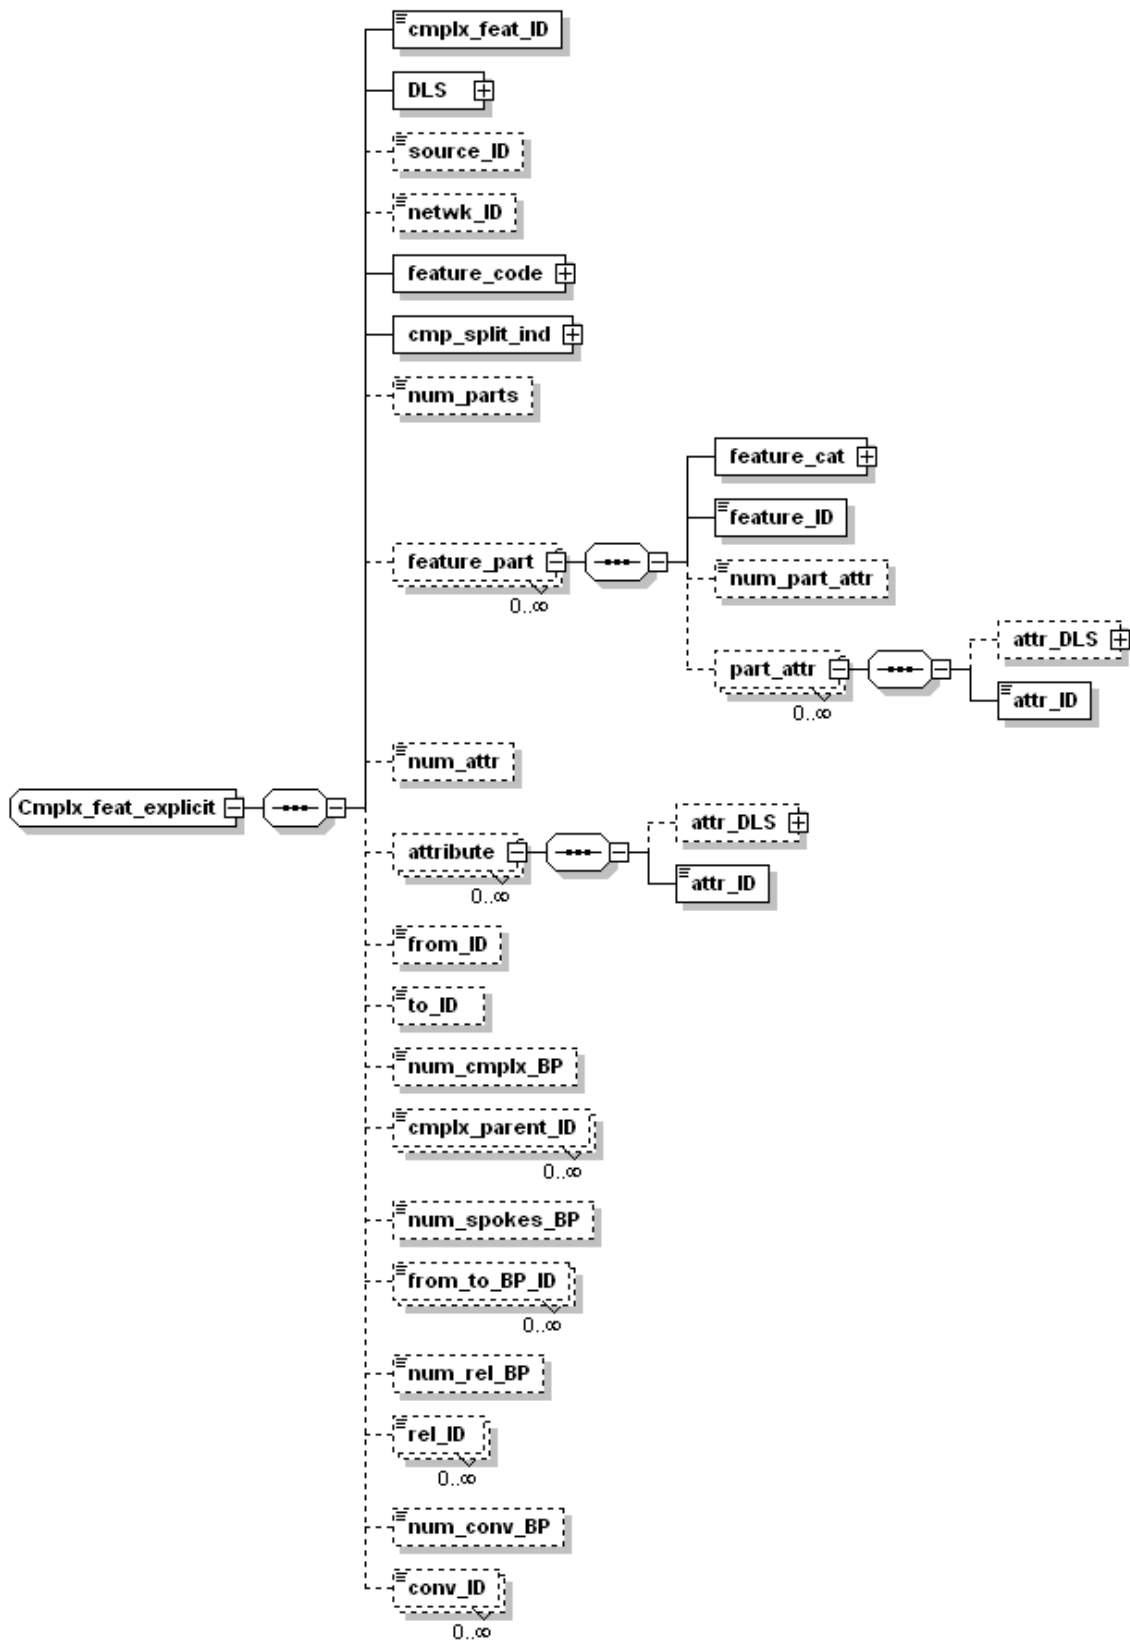 cmplx_feat_ID
DLS
source_ID
netwk_ID
feature_code
cmp_split_ind
num_parts
feature_cat
feature_ID
feature_part
0..∞
num_part_attr
attr_DLS
part_attr
0..∞
attr_ID
num_attr
Cmplx_feat_explicit
attr_DLS
attribute
0..∞
attr_ID
from_ID
to_ID
num_cmplx_BP
cmplx_parent_ID
0..∞
num_spokes_BP
from_to_BP_ID
0..∞
num_rel_BP
rel_ID
0..∞
num_conv_BP
conv_ID
0..∞